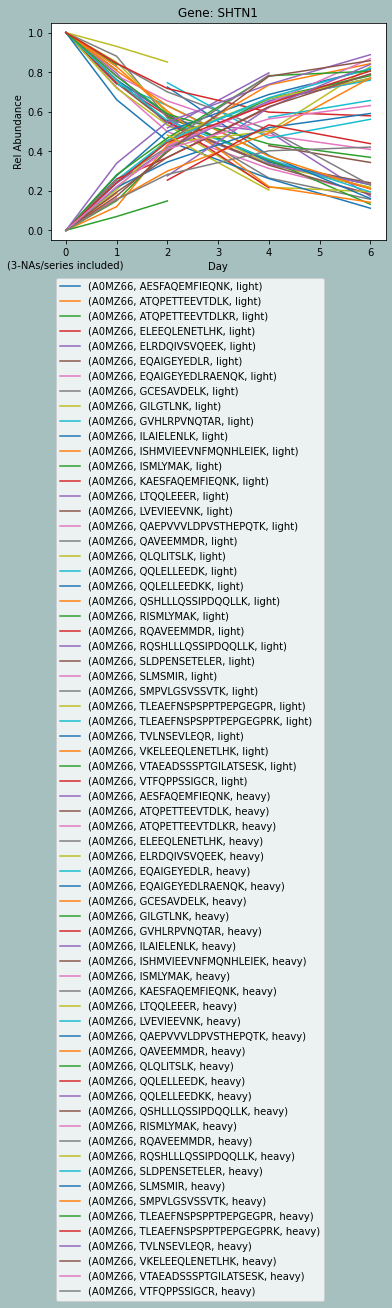 Gene: SHTN1
1.0
0.8
0.6
0.4
0.2
0.0
Rel Abundance
0 1 2 3 4 5 6
(3-NAs/series included)
Day
(A0MZ66, AESFAQEMFIEQNK, light)
(A0MZ66, ATQPETTEEVTDLK, light)
(A0MZ66, ATQPETTEEVTDLKR, light)
(A0MZ66, ELEEQLENETLHK, light)
(A0MZ66, ELRDQIVSVQEEK, light)
(A0MZ66, EQAIGEYEDLR, light)
(A0MZ66, EQAIGEYEDLRAENQK, light)
(A0MZ66, GCESAVDELK, light)
(A0MZ66, GILGTLNK, light)
(A0MZ66, GVHLRPVNQTAR, light)
(A0MZ66, ILAIELENLK, light)
(A0MZ66, ISHMVIEEVNFMQNHLEIEK, light)
(A0MZ66, ISMLYMAK, light)
(A0MZ66, KAESFAQEMFIEQNK, light)
(A0MZ66, LTQQLEEER, light)
(A0MZ66, LVEVIEEVNK, light)
(A0MZ66, QAEPVVVLDPVSTHEPQTK, light)
(A0MZ66, QAVEEMMDR, light)
(A0MZ66, QLQLITSLK, light)
(A0MZ66, QQLELLEEDK, light)
(A0MZ66, QQLELLEEDKK, light)
(A0MZ66, QSHLLLQSSIPDQQLLK, light)
(A0MZ66, RISMLYMAK, light)
(A0MZ66, RQAVEEMMDR, light)
(A0MZ66, RQSHLLLQSSIPDQQLLK, light)
(A0MZ66, SLDPENSETELER, light)
(A0MZ66, SLMSMIR, light)
(A0MZ66, SMPVLGSVSSVTK, light)
(A0MZ66, TLEAEFNSPSPPTPEPGEGPR, light)
(A0MZ66, TLEAEFNSPSPPTPEPGEGPRK, light)
(A0MZ66, TVLNSEVLEQR, light)
(A0MZ66, VKELEEQLENETLHK, light)
(A0MZ66, VTAEADSSSPTGILATSESK, light)
(A0MZ66, VTFQPPSSIGCR, light)
(A0MZ66, AESFAQEMFIEQNK, heavy)
(A0MZ66, ATQPETTEEVTDLK, heavy)
(A0MZ66, ATQPETTEEVTDLKR, heavy)
(A0MZ66, ELEEQLENETLHK, heavy)
(A0MZ66, ELRDQIVSVQEEK, heavy)
(A0MZ66, EQAIGEYEDLR, heavy)
(A0MZ66, EQAIGEYEDLRAENQK, heavy)
(A0MZ66, GCESAVDELK, heavy)
(A0MZ66, GILGTLNK, heavy)
(A0MZ66, GVHLRPVNQTAR, heavy)
(A0MZ66, ILAIELENLK, heavy)
(A0MZ66, ISHMVIEEVNFMQNHLEIEK, heavy)
(A0MZ66, ISMLYMAK, heavy)
(A0MZ66, KAESFAQEMFIEQNK, heavy)
(A0MZ66, LTQQLEEER, heavy)
(A0MZ66, LVEVIEEVNK, heavy)
(A0MZ66, QAEPVVVLDPVSTHEPQTK, heavy)
(A0MZ66, QAVEEMMDR, heavy)
(A0MZ66, QLQLITSLK, heavy)
(A0MZ66, QQLELLEEDK, heavy)
(A0MZ66, QQLELLEEDKK, heavy)
(A0MZ66, QSHLLLQSSIPDQQLLK, heavy)
(A0MZ66, RISMLYMAK, heavy)
(A0MZ66, RQAVEEMMDR, heavy)
(A0MZ66, RQSHLLLQSSIPDQQLLK, heavy)
(A0MZ66, SLDPENSETELER, heavy)
(A0MZ66, SLMSMIR, heavy)
(A0MZ66, SMPVLGSVSSVTK, heavy)
(A0MZ66, TLEAEFNSPSPPTPEPGEGPR, heavy)
(A0MZ66, TLEAEFNSPSPPTPEPGEGPRK, heavy)
(A0MZ66, TVLNSEVLEQR, heavy)
(A0MZ66, VKELEEQLENETLHK, heavy)
(A0MZ66, VTAEADSSSPTGILATSESK, heavy)
(A0MZ66, VTFQPPSSIGCR, heavy)